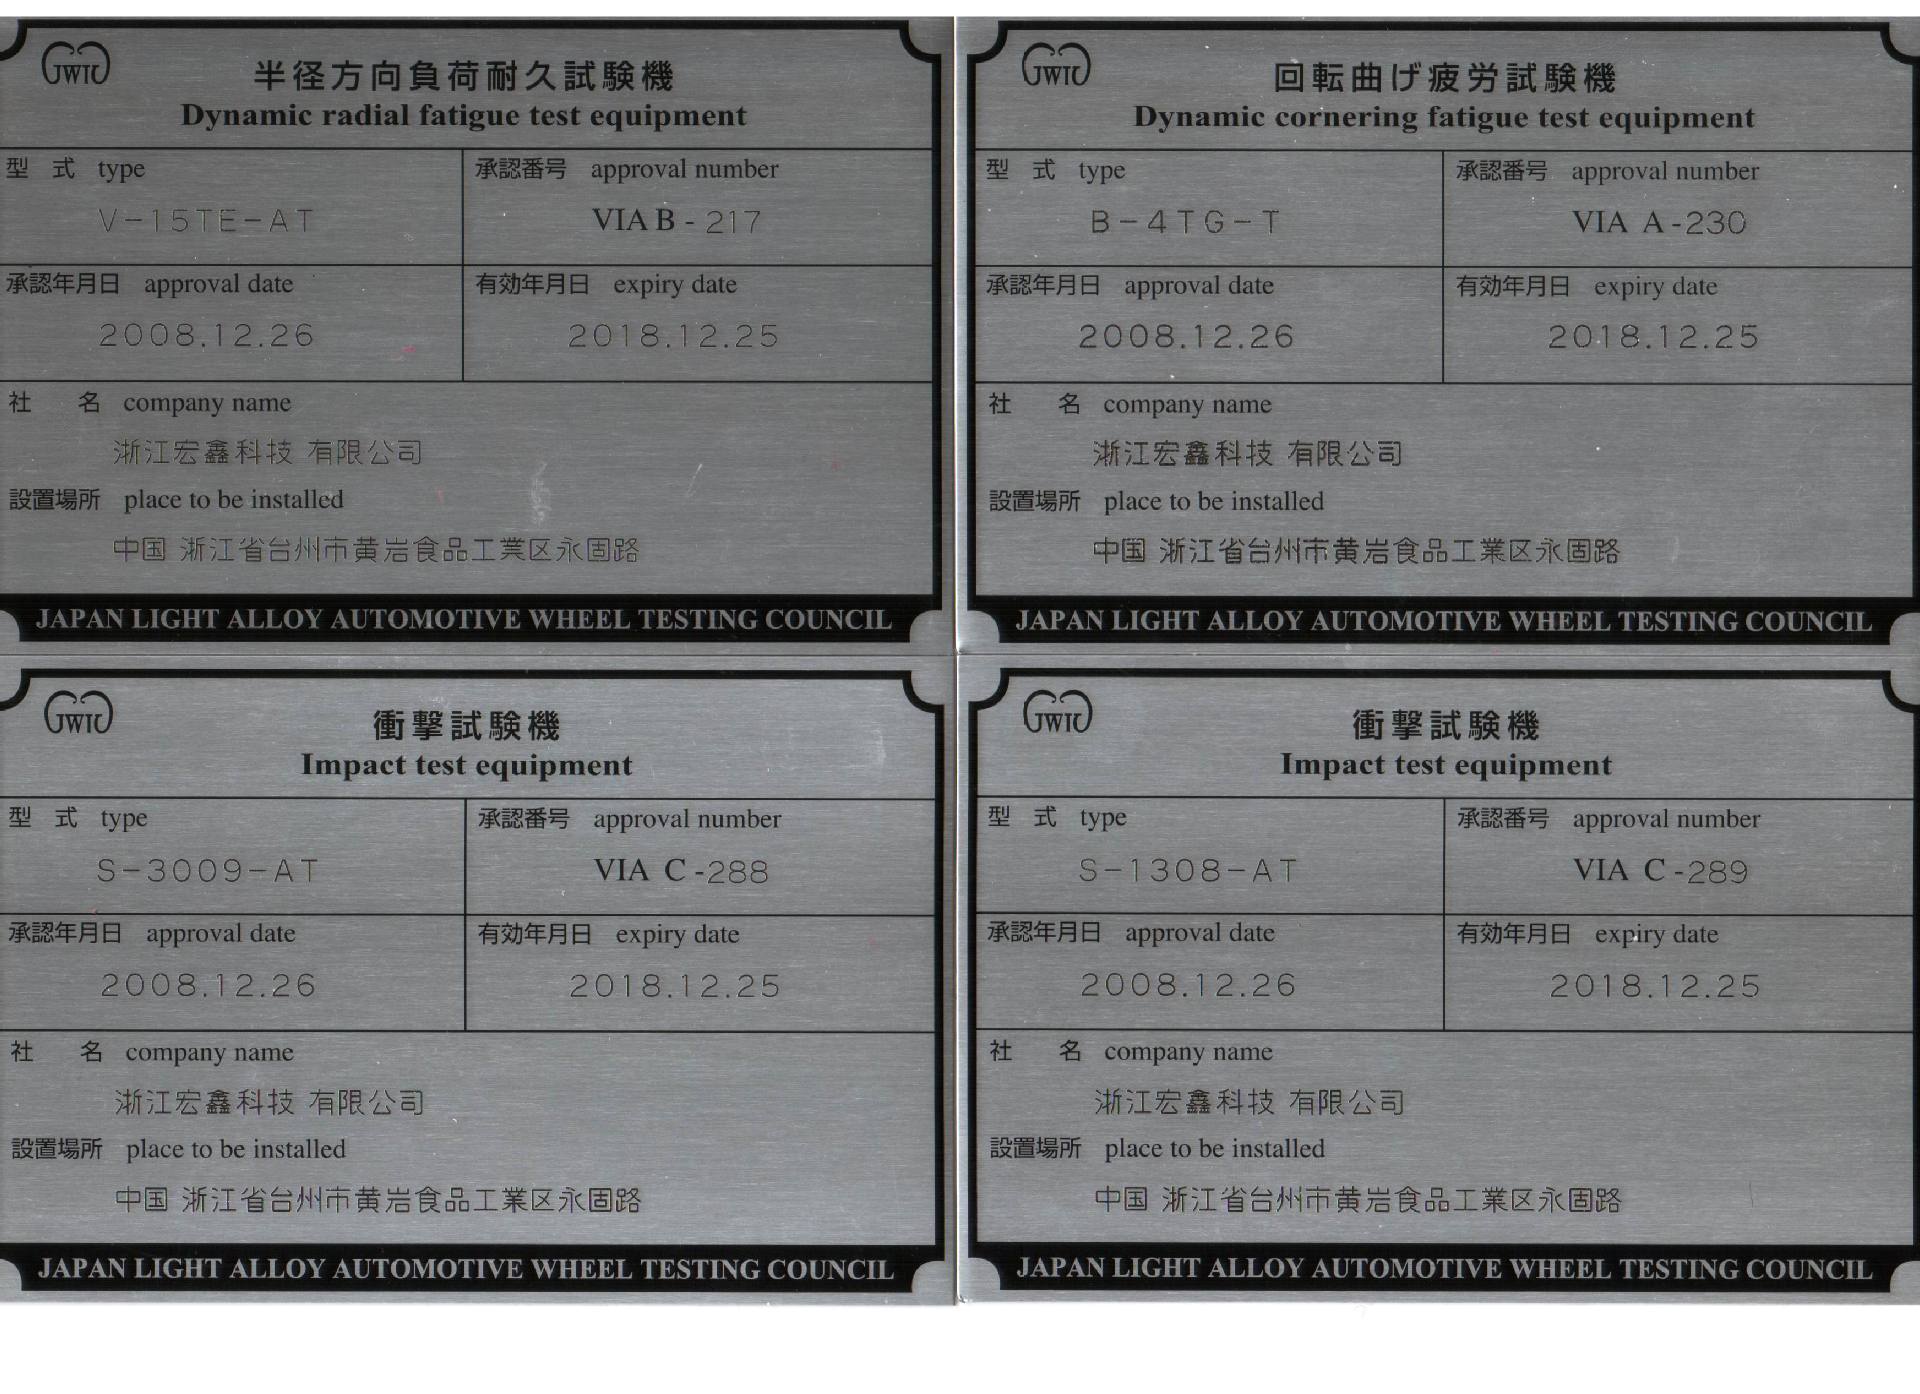 JWTC
半径方向負荷耐久試験機
Dynamic radial fatigue test equipment
型 式 type
V-15TE-AT
承認番号 approval number
VIA B - 217
承認年月日 approval date
2008.12.26
有効年月日 expiry date
2018.12.25
社 名 company name
浙江宏鑫科技 有限公司
設置場所 place to be installed
中国 浙江省台州市黄岩食品工業区永固路
JAPAN LIGHT ALLOY AUTOMOTIVE WHEEL TESTING COUNCIL
JWTC
回転曲げ疲労試験機
Dynamic cornering fatigue test equipment
型 式 type
B-4TG-T
承認番号 approval number
VIA A -230
承認年月日 approval date
2008.12.26
有効年月日 expiry date
2018.12.25
社 名 company name
浙江宏鑫科技 有限公司
設置場所 place to be installed
中国 浙江省台州市黄岩食品工業区永固路
JAPAN LIGHT ALLOY AUTOMOTIVE WHEEL TESTING COUNCIL
JWTC
衝撃試験機
Impact test equipment
型 式 type
S-3009-AT
承認番号 approval number
VIA C -288
承認年月日 approval date
2008.12.26
有効年月日 expiry date
2018.12.25
社 名 company name
浙江宏鑫科技 有限公司
設置場所 place to be installed
中国 浙江省台州市黄岩食品工業区永固路
JAPAN LIGHT ALLOY AUTOMOTIVE WHEEL TESTING COUNCIL
JWTC
衝撃試験機
Impact test equipment
型 式 type
S-1308-AT
承認番号 approval number
VIA C -289
承認年月日 approval date
2008.12.26
有効年月日 expiry date
2018.12.25
社 名 company name
浙江宏鑫科技 有限公司
設置場所 place to be installed
中国 浙江省台州市黄岩食品工業区永固路
JAPAN LIGHT ALLOY AUTOMOTIVE WHEEL TESTING COUNCIL